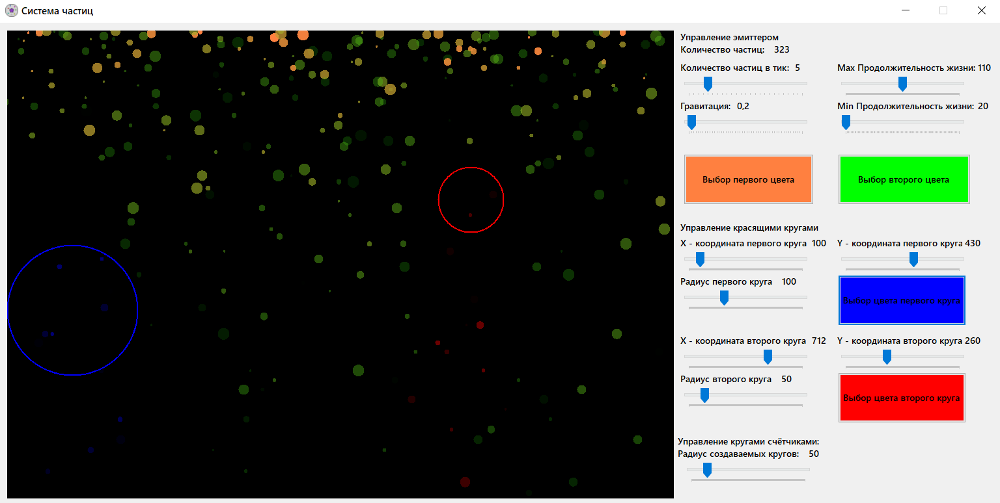 Система частиц
Управление эмиттером
Количество частиц: 323
Количество частиц в тик: 5
Max Продолжительность жизни: 110
Гравитация: 0,2
Min Продолжительность жизни: 20
Выбор первого цвета
Выбор второго цвета
Управление красящими кругами
X - координата первого круга 100
Y - координата первого круга 430
Радиус первого круга 100
Выбор цвета первого круга
X - координата второго круга 712
Y - координата второго круга 260
Радиус второго круга 50
Выбор цвета второго круга
Управление кругами счётчиками:
Радиус создаваемых кругов: 50